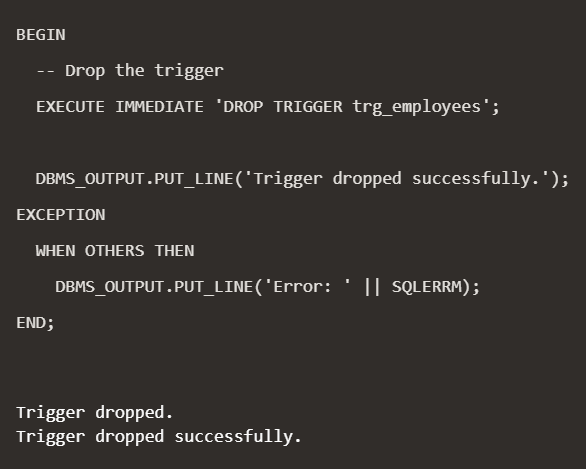 BEGIN
-- Drop the trigger
EXECUTE IMMEDIATE 'DROP TRIGGER trg_employees';
DBMS_OUTPUT.PUT_LINE('Trigger dropped successfully.');
EXCEPTION
WHEN OTHERS THEN
DBMS_OUTPUT.PUT_LINE('Error: ' || SQLERRM);
END;
Trigger dropped.
Trigger dropped successfully.